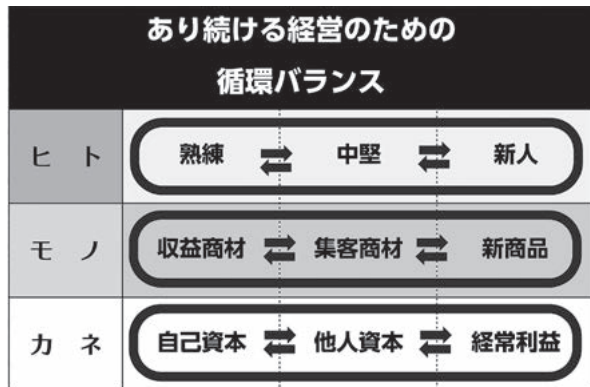 あり続ける経営のための
循環バランス
ヒト 熟練 ⇄ 中堅 ⇄ 新人
モノ 収益商材 ⇄ 集客商材 ⇄ 新商品
カネ 自己資本 ⇄ 他人資本 ⇄ 経常利益